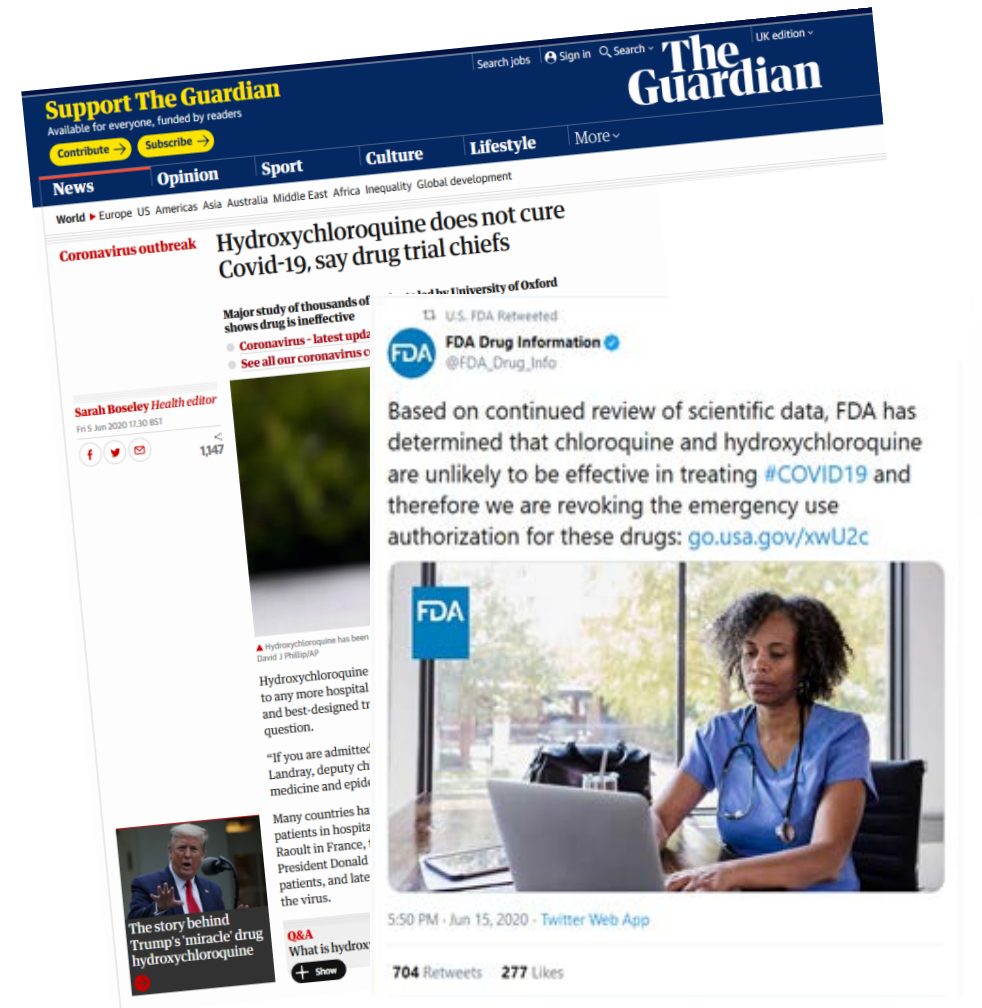 Support The Guardian
Available for everyone, funded by readers
Contribute → Subscribe →
Search jobs Sign in Search UK edition
The
Guardian
News Opinion Sport Culture Lifestyle More
World Europe US Americas Asia Australia Middle East Africa Inequality Global development
Coronavirus outbreak
Hydroxychloroquine does not cure
Covid-19, say drug trial chiefs
Major study of thousands of led by University of Oxford
shows drug is ineffective
Coronavirus – latest upda
See all our coronavirus c
Sarah Boseley Health editor
Fri 5 Jun 2020 17.30 BST
1,147
Hydroxychloroquine has been
David J Phillip/AP
Hydroxychloroquine
to any more hospital
and best-designed tr
question.
“If you are admitted
Landray, deputy ch
medicine and epide
Many countries ha
patients in hospita
Raoult in France,
President Donald
patients, and late
the virus.
The story behind
Trump's 'miracle' drug
hydroxychloroquine
Q&A
What is hydrox
+ Show
U.S. FDA Retweeted
FDA
FDA Drug Information
@FDA_Drug_Info
Based on continued review of scientific data, FDA has
determined that chloroquine and hydroxychloroquine
are unlikely to be effective in treating #COVID19 and
therefore we are revoking the emergency use
authorization for these drugs: go.usa.gov/xwU2c
FDA
5:50 PM · Jun 15, 2020 · Twitter Web App
704 Retweets 277 Likes